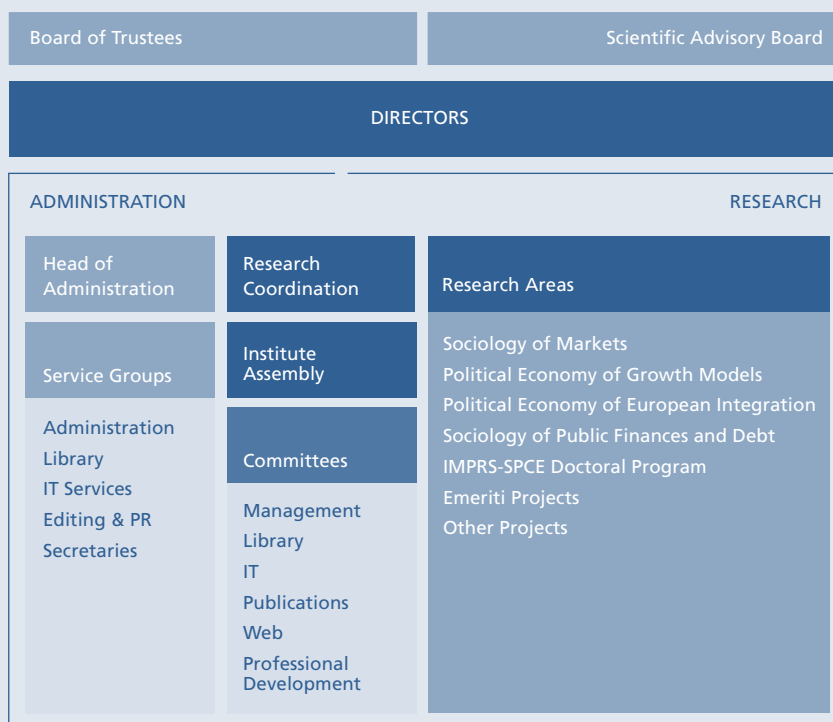 Board of Trustees
Scientific Advisory Board
DIRECTORS
ADMINISTRATION
RESEARCH
Head of
Administration
Service Groups
Administration
Library
IT Services
Editing & PR
Secretaries
Research
Coordination
Institute
Assembly
Committees
Management
Library
IT
Publications
Web
Professional
Development
Research Areas
Sociology of Markets
Political Economy of Growth Models
Political Economy of European Integration
Sociology of Public Finances and Debt
IMPRS-SPCE Doctoral Program
Emeriti Projects
Other Projects